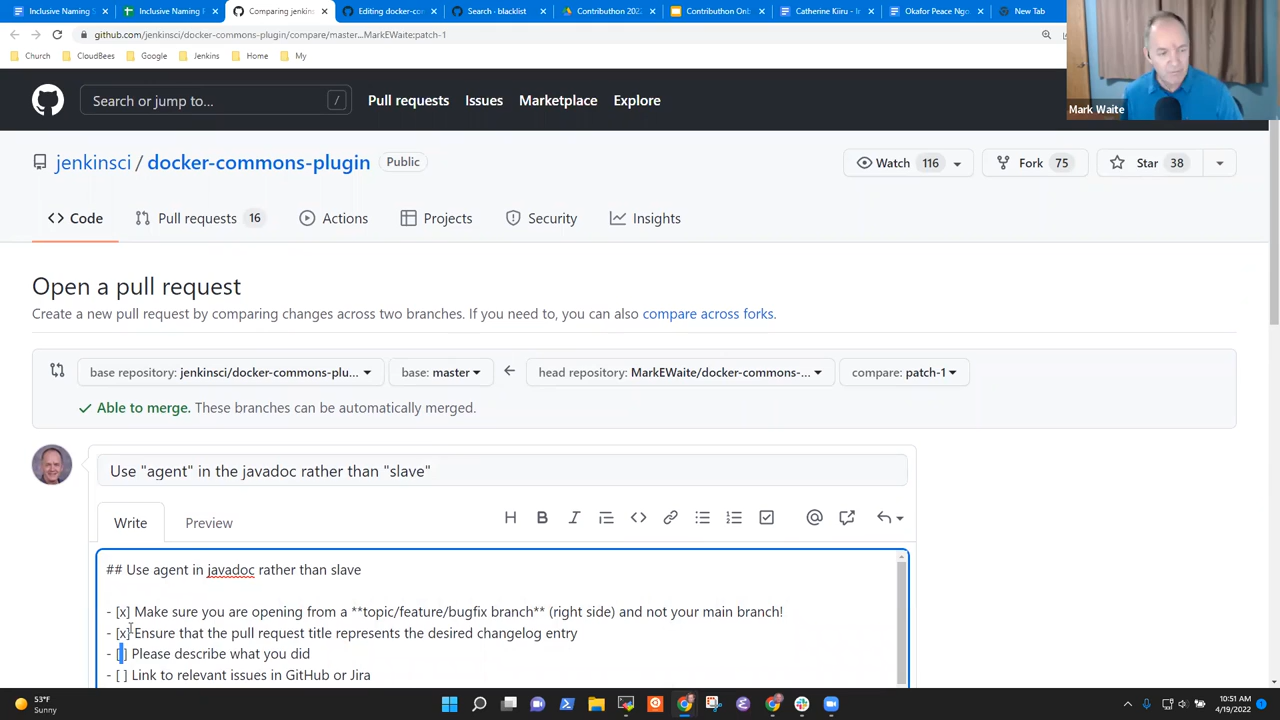 Inclusive Naming S
Inclusive Naming F
Comparing jenkins
Editing docker-com
Search · blacklist
Contributhon 2022
Contributhon Onb
Catherine Kiiru - In
Okafor Peace Ngo
New Tab
github.com/jenkinsci/docker-commons-plugin/compare/master...MarkEWaite:patch-1
Church CloudBees Google Jenkins Home My
Mark Waite
Search or jump to... /
Pull requests Issues Marketplace Explore
jenkinsci / docker-commons-plugin Public
Watch 116 Fork 75 Star 38
Code Pull requests 16 Actions Projects Security Insights
Open a pull request
Create a new pull request by comparing changes across two branches. If you need to, you can also compare across forks.
base repository: jenkinsci/docker-commons-plu... base: master head repository: MarkEWaite/docker-commons-... compare: patch-1
Able to merge. These branches can be automatically merged.
Use "agent" in the javadoc rather than "slave"
Write Preview
## Use agent in javadoc rather than slave
- [x] Make sure you are opening from a **topic/feature/bugfix branch** (right side) and not your main branch!
- [x] Ensure that the pull request title represents the desired changelog entry
- [ ] Please describe what you did
- [ ] Link to relevant issues in GitHub or Jira
53°F
Sunny
10:51 AM
4/19/2022